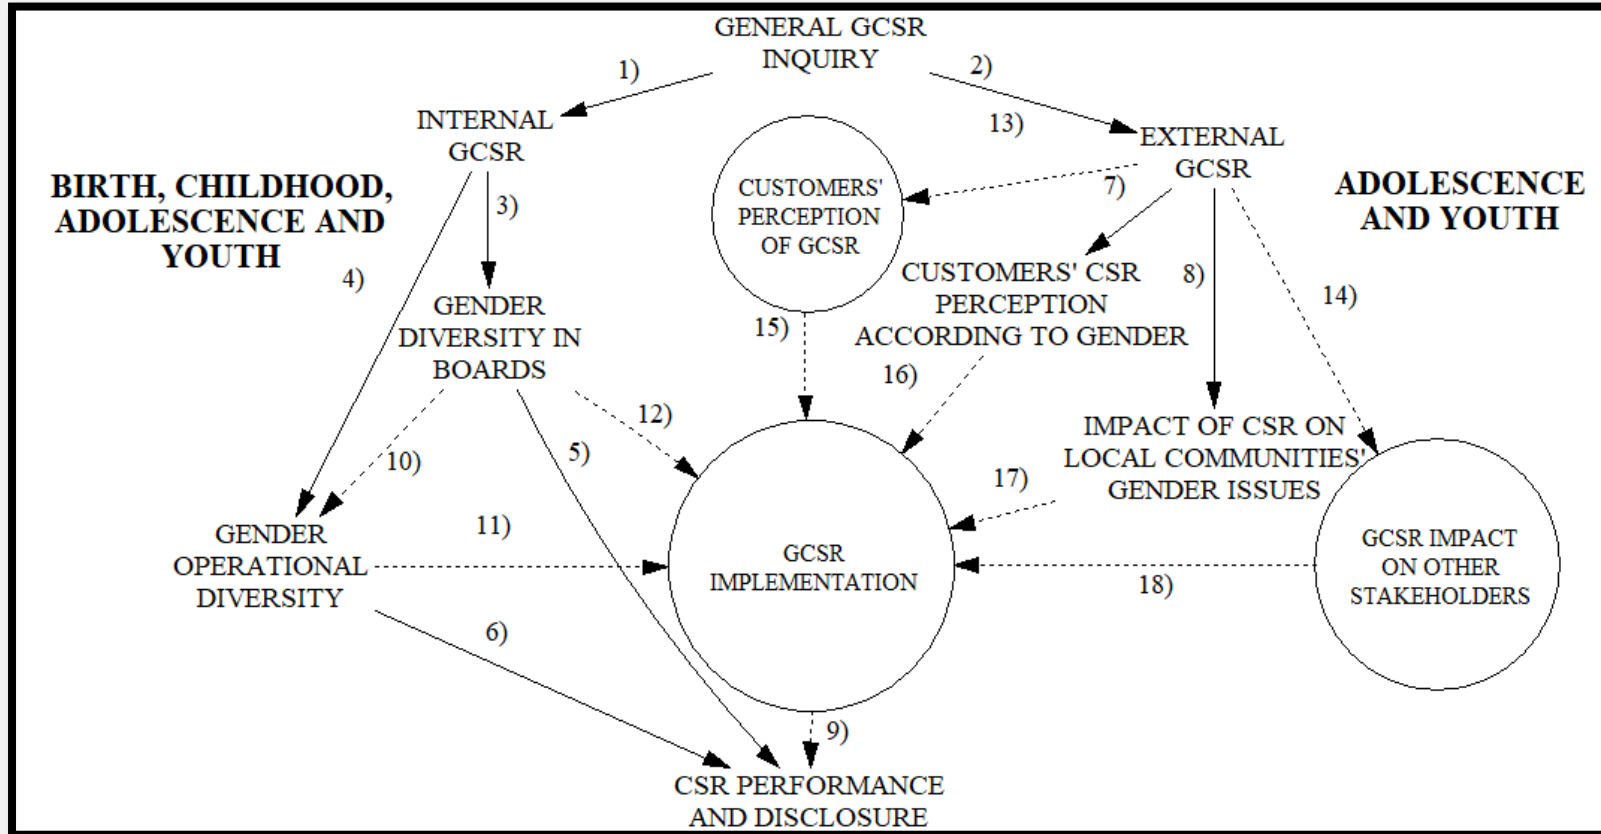 GENERAL GCSR
INQUIRY
1)
2)
INTERNAL
GCSR
13)
EXTERNAL
GCSR
BIRTH, CHILDHOOD,
ADOLESCENCE AND
YOUTH
3)
CUSTOMERS'
PERCEPTION
OF GCSR
7)
ADOLESCENCE
AND YOUTH
4)
GENDER
DIVERSITY IN
BOARDS
CUSTOMERS' CSR
PERCEPTION
ACCORDING TO GENDER
8)
14)
15)
16)
12)
10)
5)
IMPACT OF CSR ON
LOCAL COMMUNITIES'
GENDER ISSUES
17)
GENDER
OPERATIONAL
DIVERSITY
11)
GCSR
IMPLEMENTATION
18)
GCSR IMPACT
ON OTHER
STAKEHOLDERS
6)
9)
CSR PERFORMANCE
AND DISCLOSURE